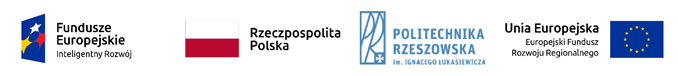 Fundusze
Europejskie
Inteligentny Rozwój
Rzeczpospolita
Polska
POLITECHNIKA
RZESZOWSKA
im. IGNACEGO ŁUKASIEWICZA
Unia Europejska
Europejski Fundusz
Rozwoju Regionalnego